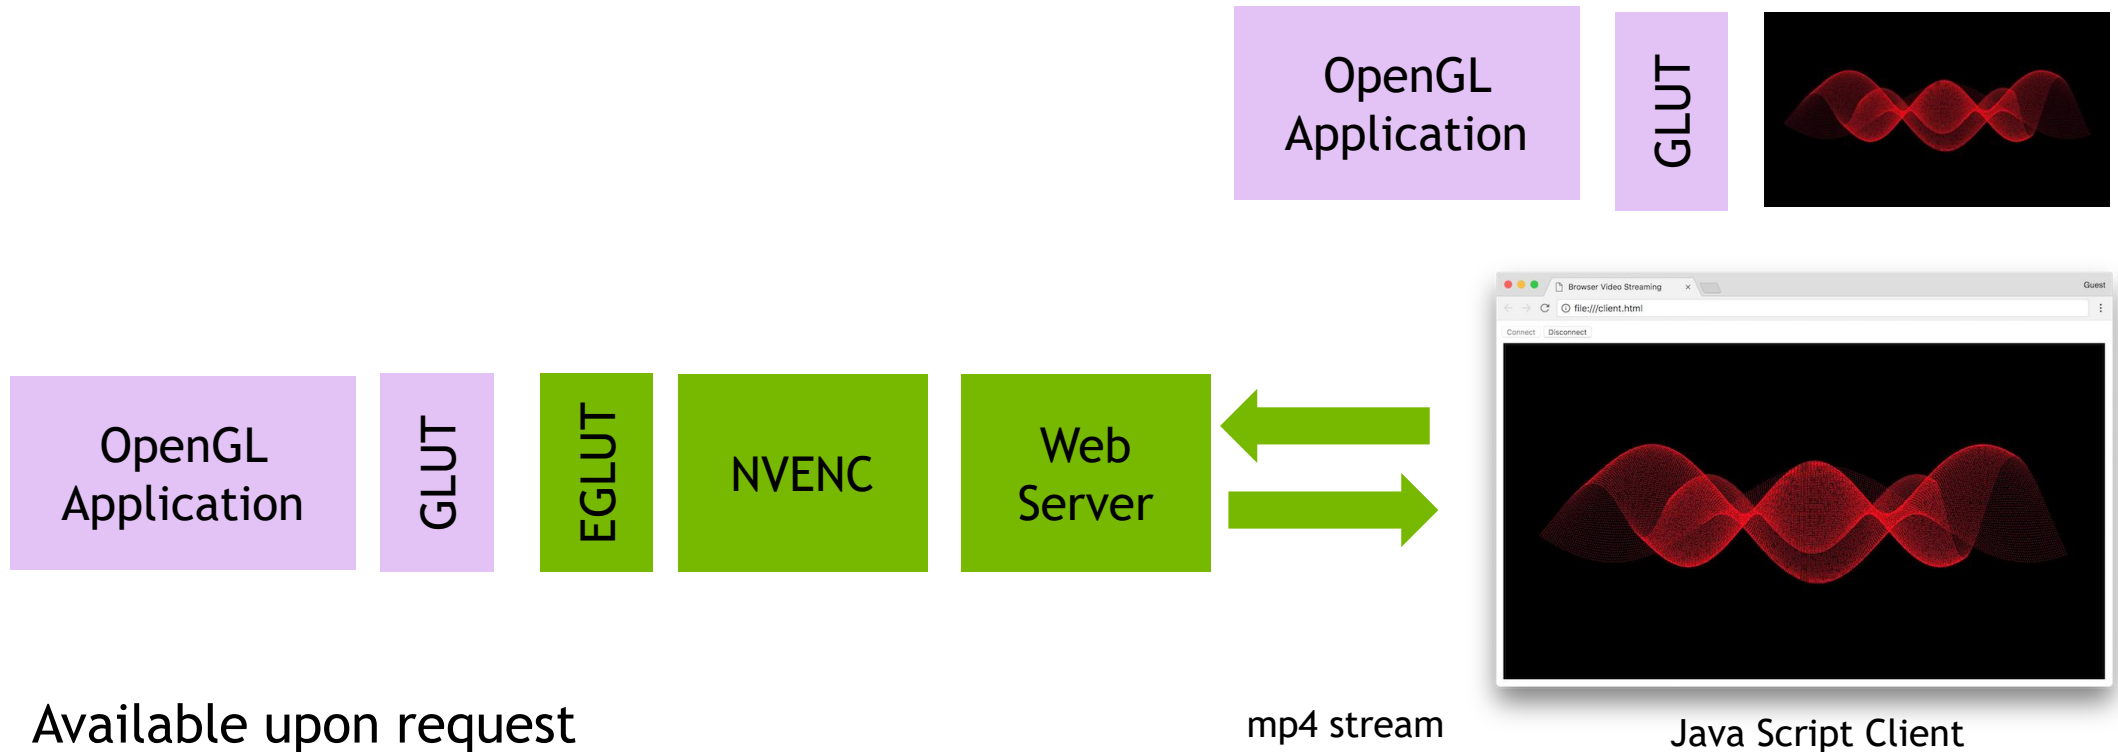 OpenGL
Application
GLUT
Browser Video Streaming
Guest
file:///client.html
Connect Disconnect
OpenGL
Application
GLUT
EGLUT
NVENC
Web
Server
Available upon request
mp4 stream
Java Script Client